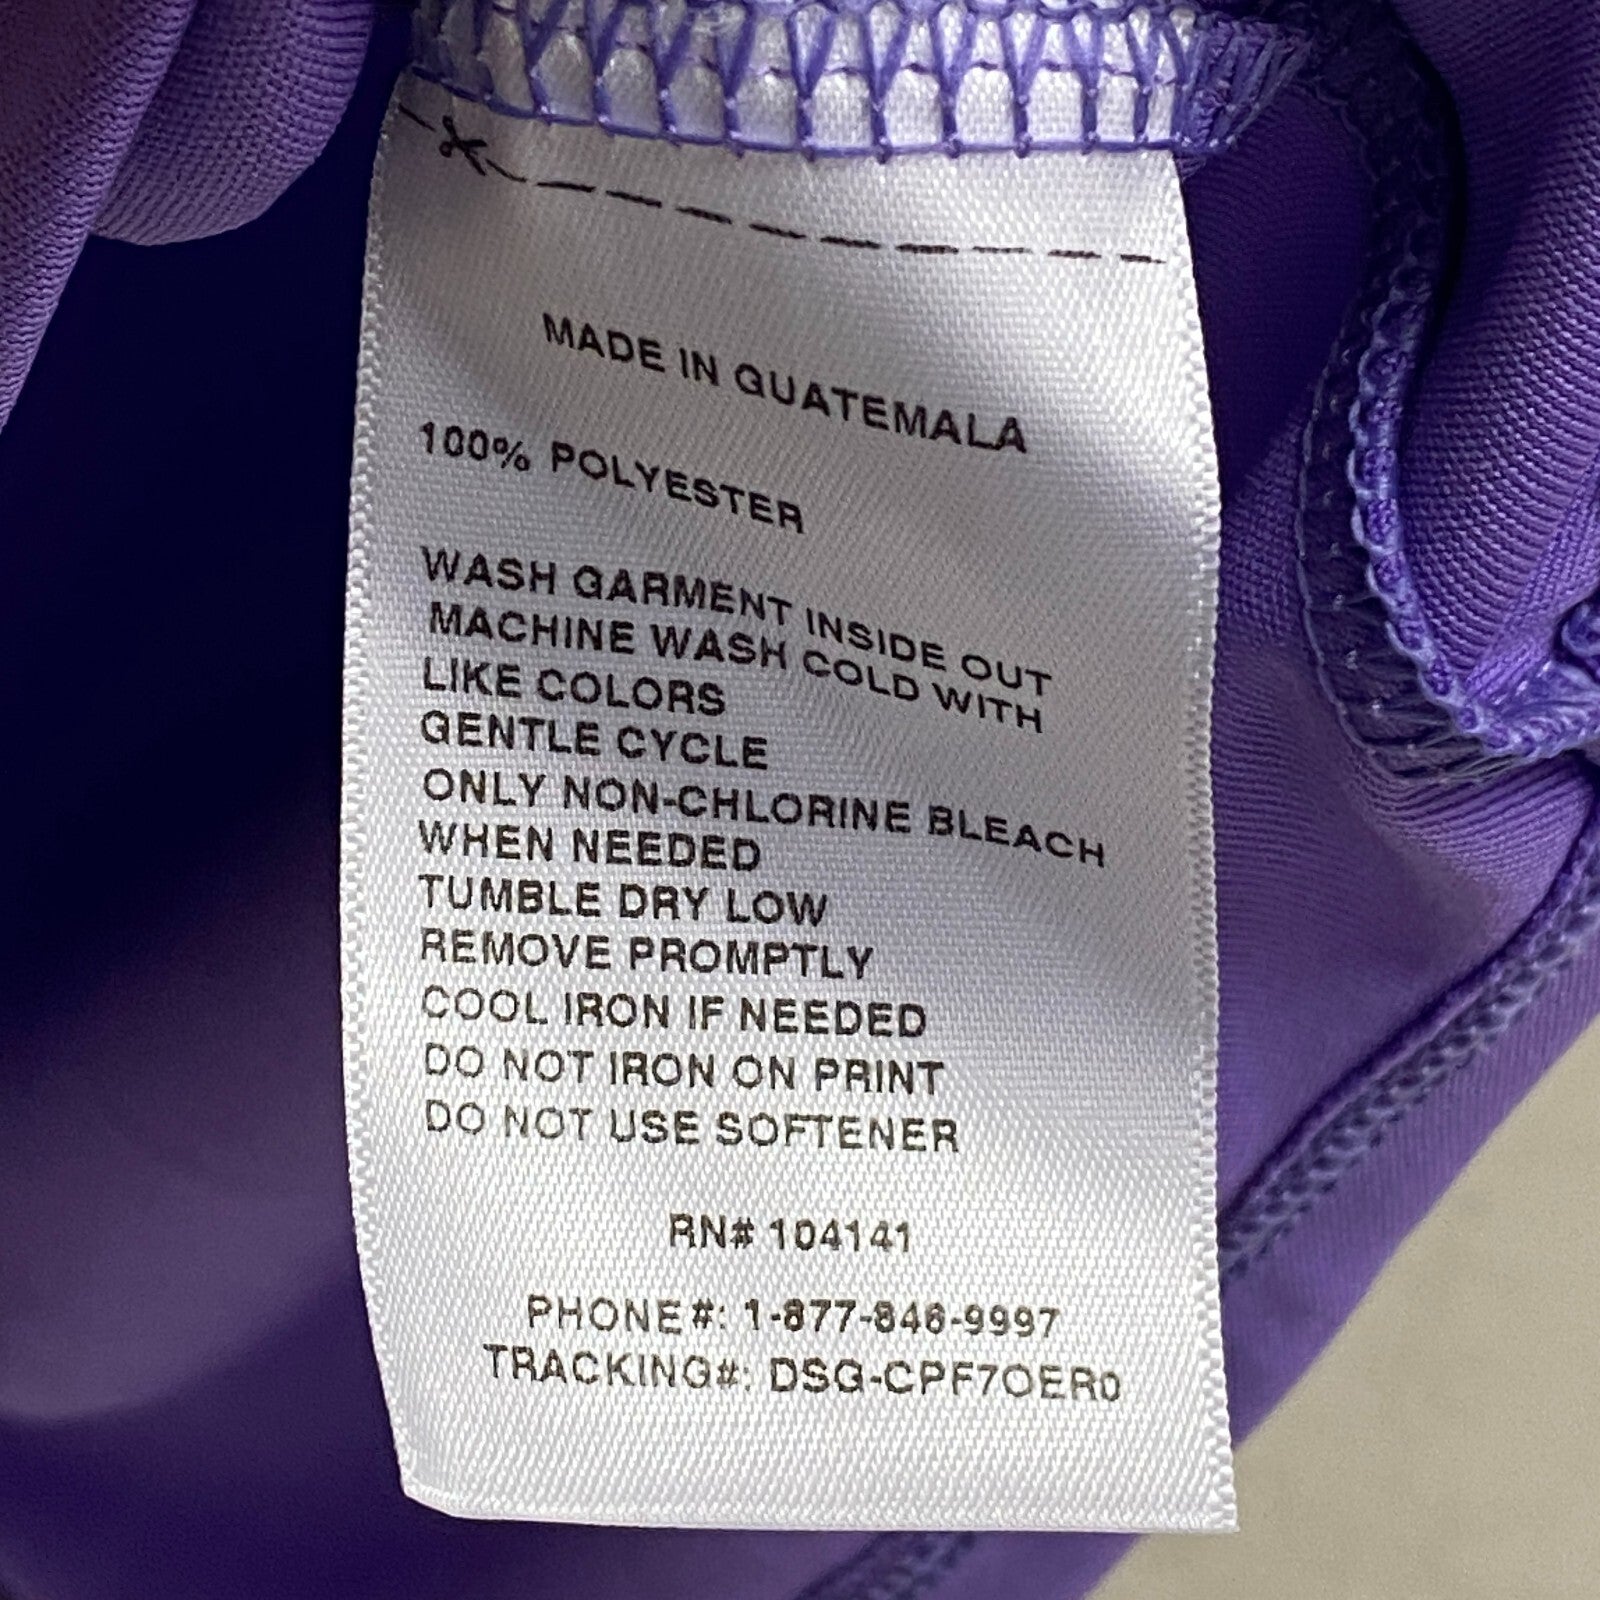 MADE IN GUATEMALA
100% POLYESTER
WASH GARMENT INSIDE OUT
MACHINE WASH COLD WITH
LIKE COLORS
GENTLE CYCLE
ONLY NON-CHLORINE BLEACH
WHEN NEEDED
TUMBLE DRY LOW
REMOVE PROMPTLY
COOL IRON IF NEEDED
DO NOT IRON ON PRINT
DO NOT USE SOFTENER
RN# 104141
PHONE#: 1-877-846-9997
TRACKING#: DSG-CPF7OER0